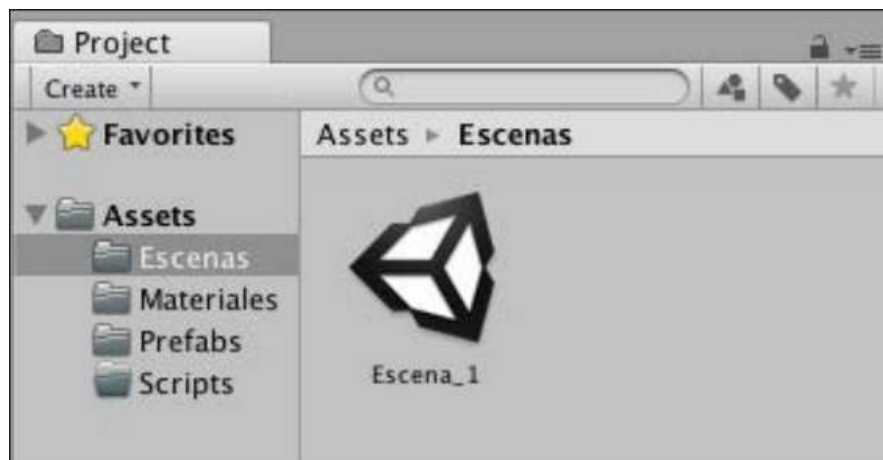 Project
Create
Favorites
Assets ▸ Escenas
Assets
Escenas
Materiales
Prefabs
Scripts
Escena_1